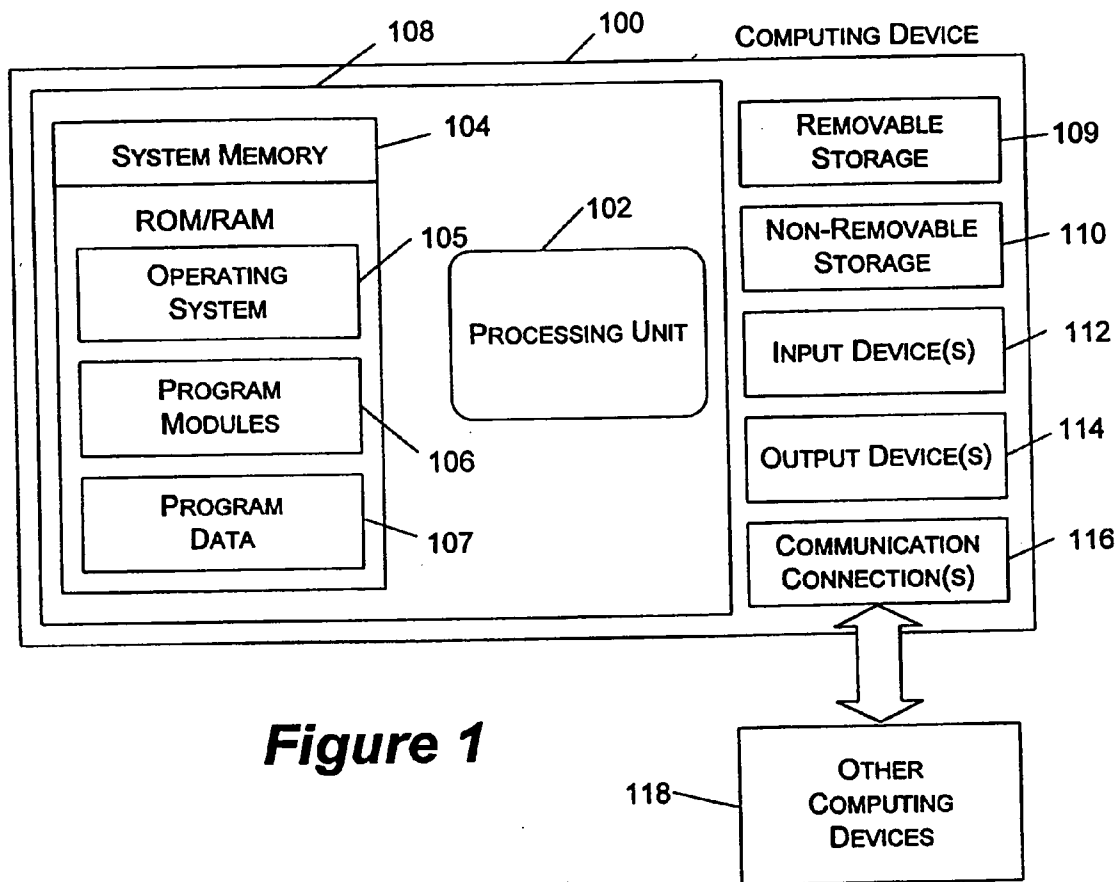 108
100
COMPUTING DEVICE
104
SYSTEM MEMORY
ROM/RAM
105
OPERATING
SYSTEM
PROGRAM
MODULES
106
PROGRAM
DATA
107
102
PROCESSING UNIT
REMOVABLE
STORAGE
109
NON-REMOVABLE
STORAGE
110
INPUT DEVICE(S)
112
OUTPUT DEVICE(S)
114
COMMUNICATION
CONNECTION(S)
116
Figure 1
118
OTHER
COMPUTING
DEVICES